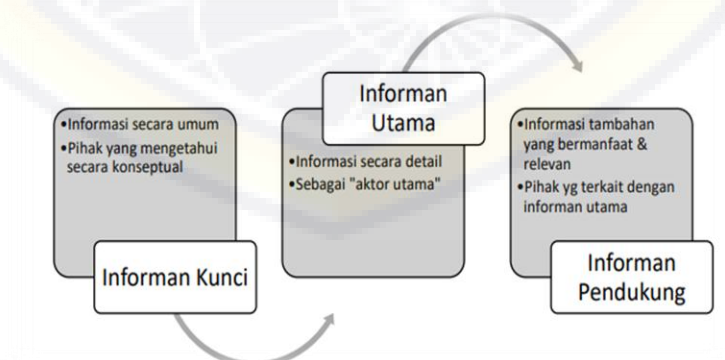 •Informasi secara umum
•Pihak yang mengetahui
secara konseptual
Informan Kunci
Informan
Utama
•Informasi secara detail
•Sebagai "aktor utama"
•Informasi tambahan
yang bermanfaat &
relevan
•Pihak yg terkait dengan
informan utama
Informan
Pendukung